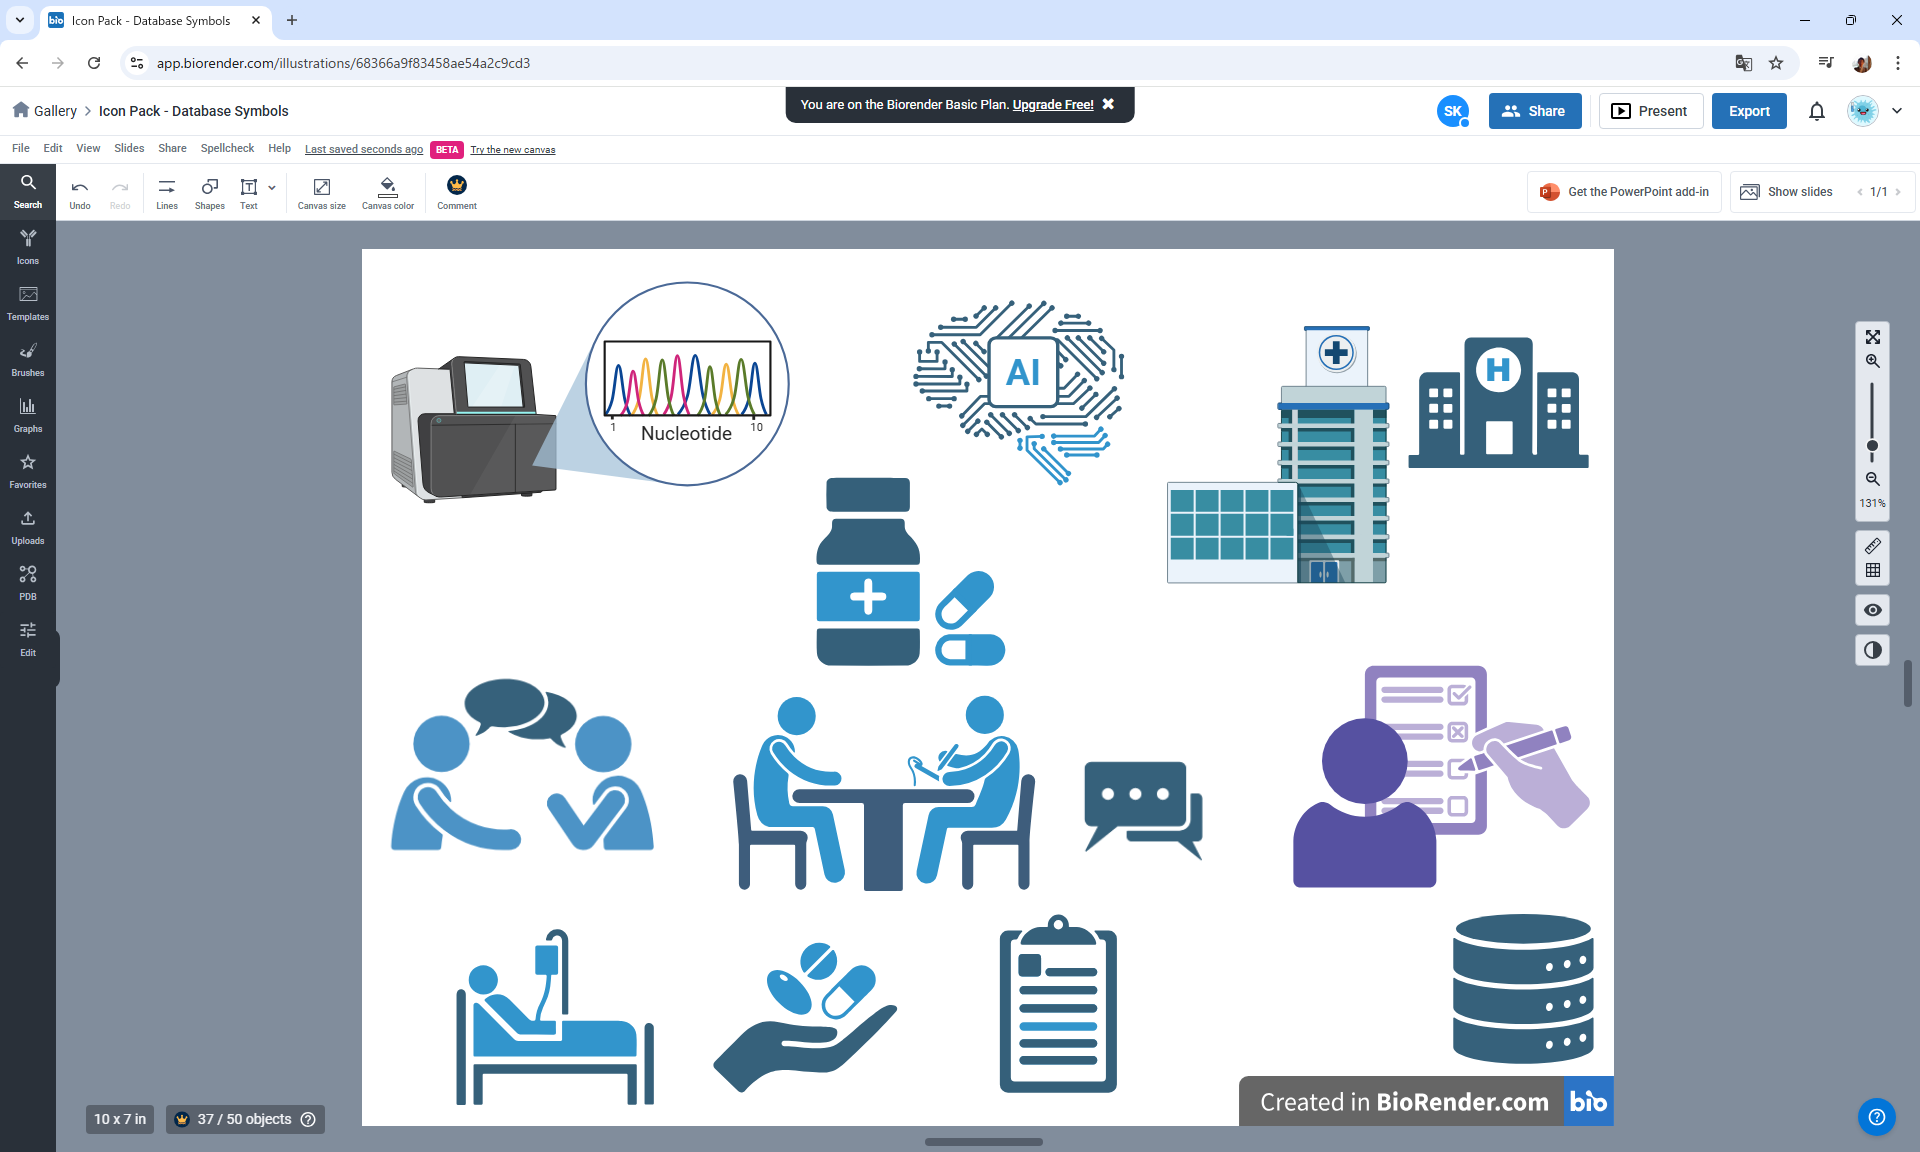 bio Icon Pack - Database Symbols
app.biorender.com/illustrations/68366a9f83458ae54a2c9cd3
Gallery Icon Pack - Database Symbols
You are on the Biorender Basic Plan. Upgrade Free!
SK Share Present Export
File Edit View Slides Share Spellcheck Help Last saved seconds ago BETA Try the new canvas
Search
Undo Redo Lines Shapes Text Canvas size Canvas color Comment
P Get the PowerPoint add-in Show slides 1/1
Icons
Templates
Brushes
Graphs
Favorites
Uploads
PDB
Edit
1 10
Nucleotide
AI
H
131%
10 x 7 in 37 / 50 objects
Created in BioRender.com bio